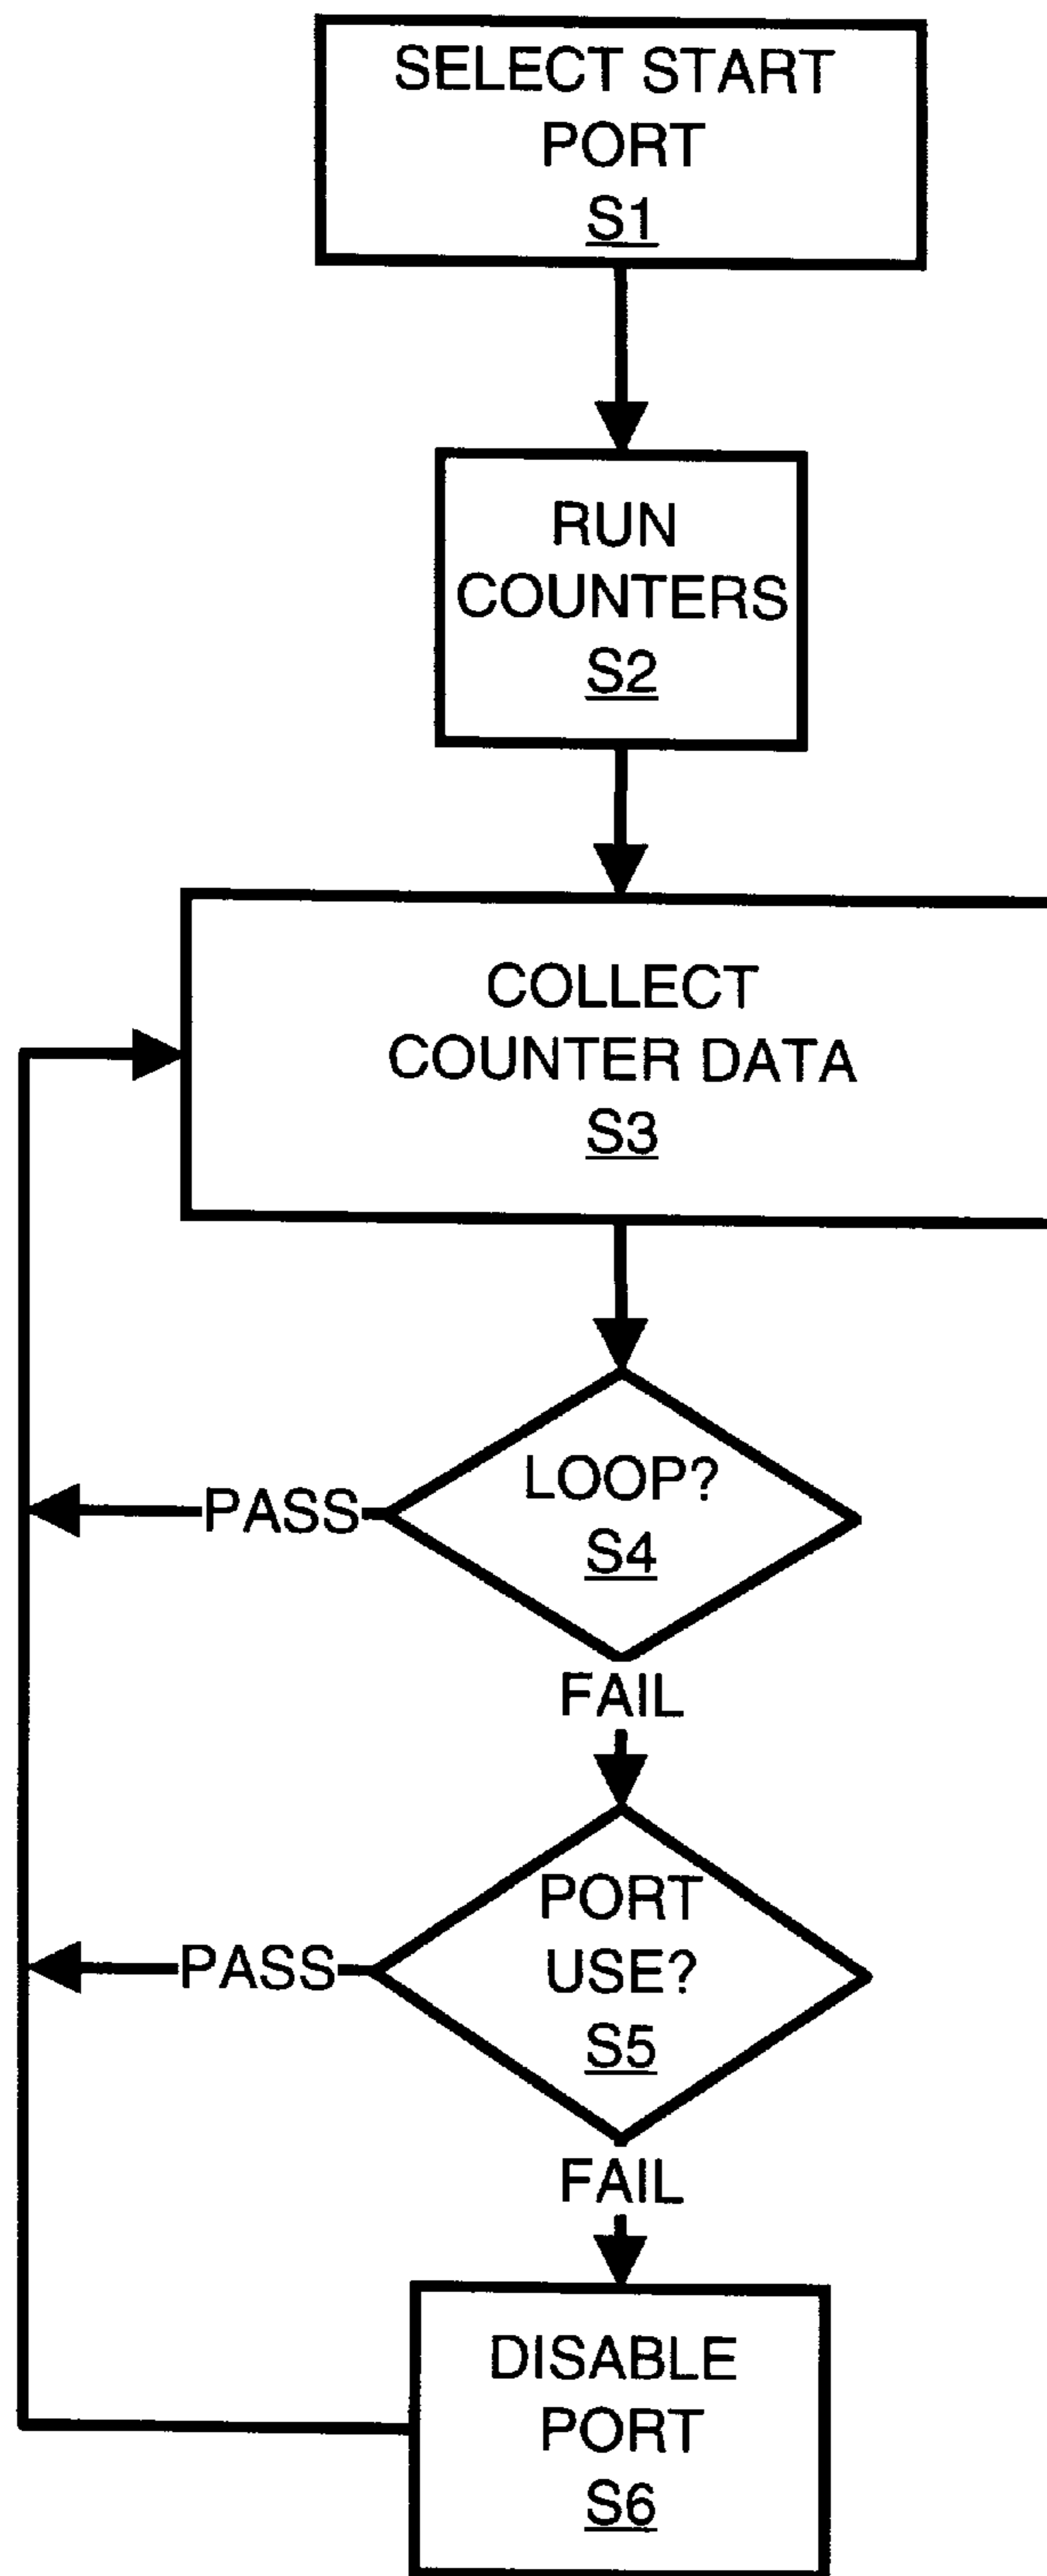 SELECT START
PORT
S1
RUN
COUNTERS
S2
COLLECT
COUNTER DATA
S3
LOOP?
PASS
S4
FAIL
PORT
USE?
PASS
S5
FAIL
DISABLE
PORT
S6